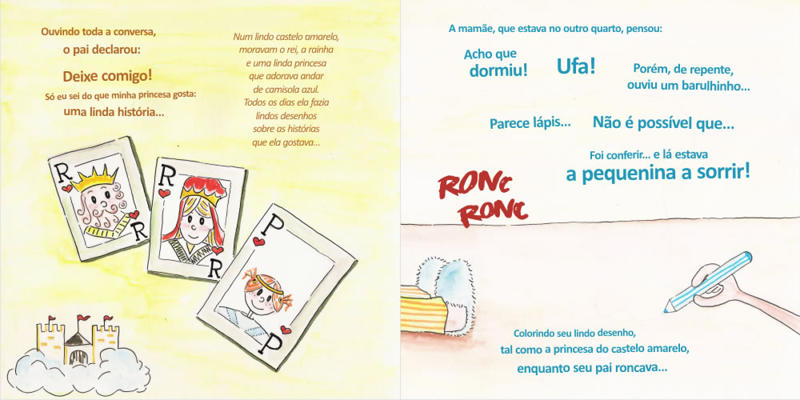 Ouvindo toda a conversa,
o pai declarou:
Deixe comigo!
Só eu sei do que minha princesa gosta:
uma linda história...
Num lindo castelo amarelo,
moravam o rei, a rainha
e uma linda princesa
que adorava andar
de camisola azul.
Todos os dias ela fazia
lindos desenhos
sobre as histórias
que ela gostava...
R
R
R
R
P
P
A mamãe, que estava no outro quarto, pensou:
Acho que
dormiu!
Ufa!
Porém, de repente,
ouviu um barulhinho...
Parece lápis...
Não é possível que...
Foi conferir... e lá estava
a pequenina a sorrir!
RONC
RONC
Colorindo seu lindo desenho,
tal como a princesa do castelo amarelo,
enquanto seu pai roncava...